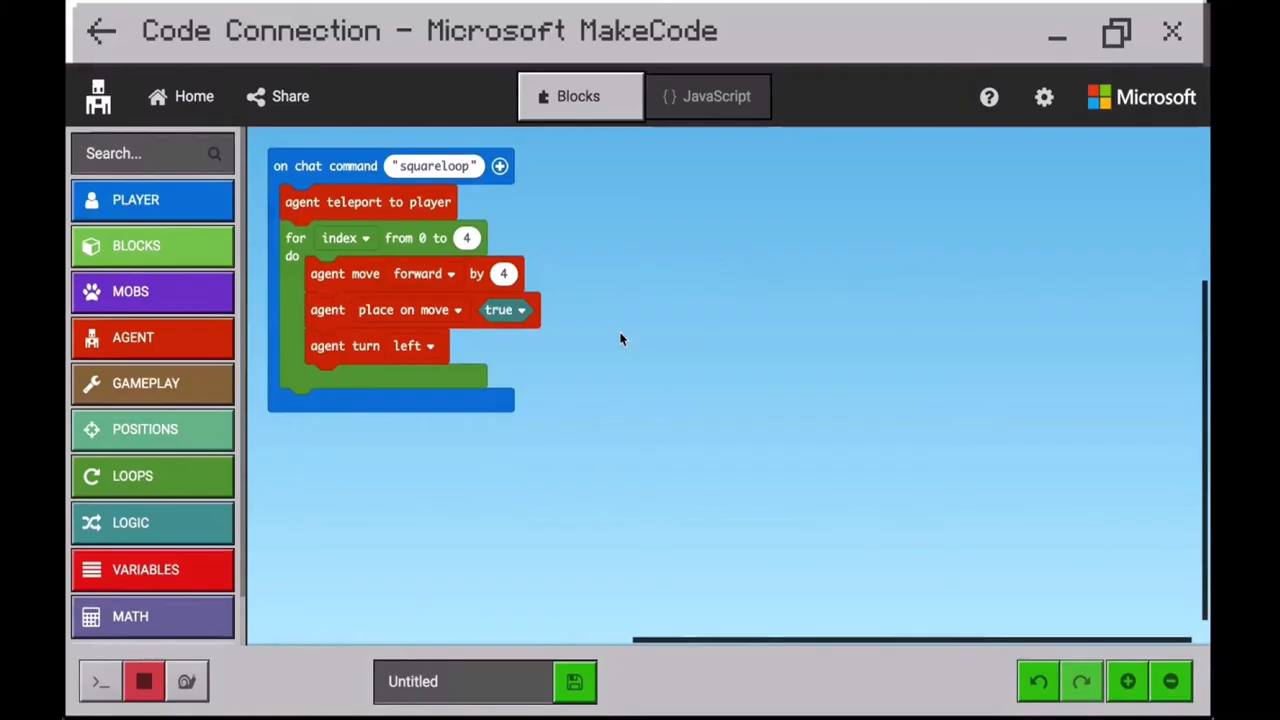 Code Connection - Microsoft MakeCode
Home
Share
Blocks
{ } JavaScript
?
Microsoft
Search...
on chat command "squareloop"
PLAYER
agent teleport to player
BLOCKS
for index from 0 to 4
do
MOBS
agent move forward by 4
AGENT
agent place on move true
agent turn left
GAMEPLAY
POSITIONS
LOOPS
LOGIC
VARIABLES
MATH
>_
Untitled